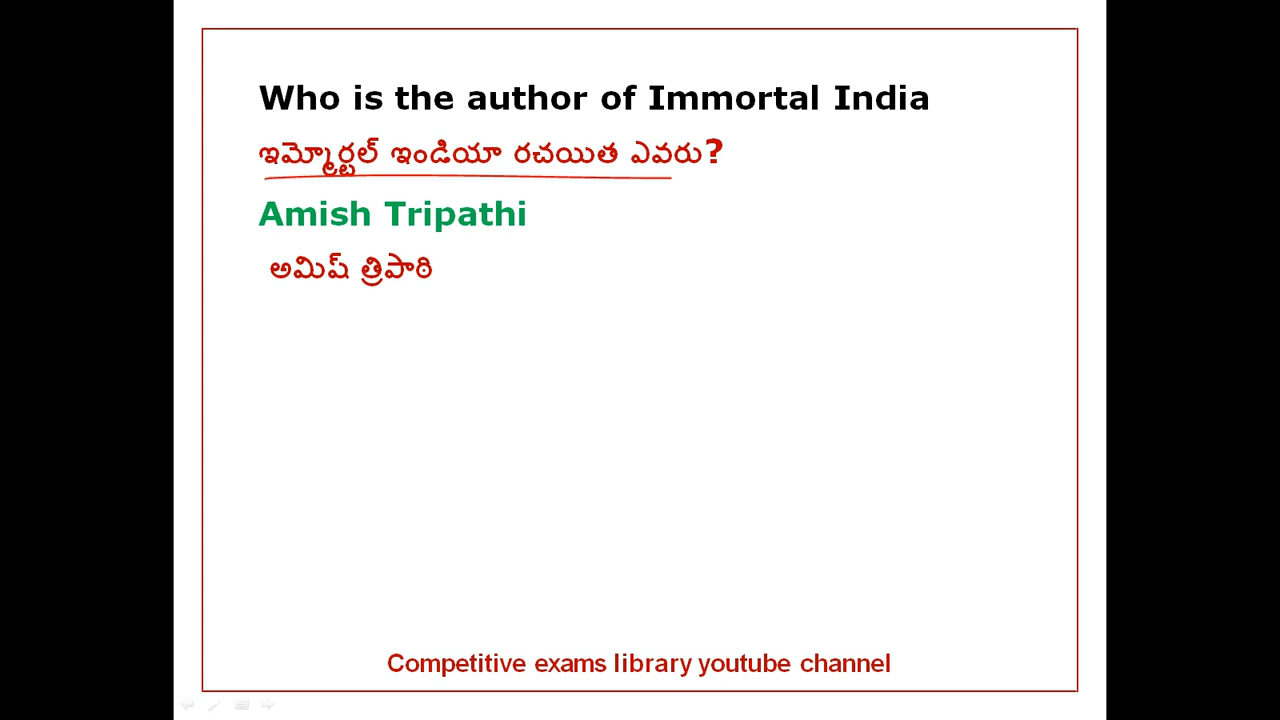 Who is the author of Immortal India
ఇమ్మోర్టల్ ఇండియా రచయిత ఎవరు?
Amish Tripathi
అమిష్ త్రిపాఠి
Competitive exams library youtube channel